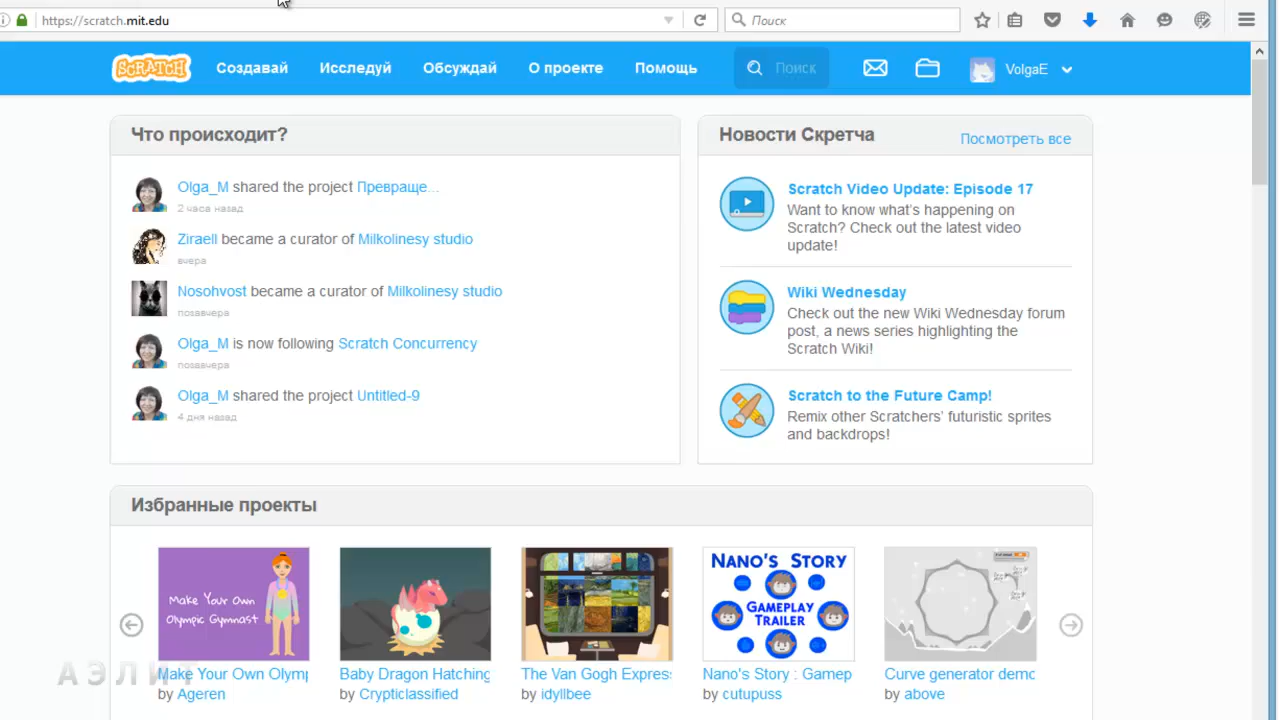 https://scratch.mit.edu
Поиск
SCRATCH
Создавай
Исследуй
Обсуждай
О проекте
Помощь
Поиск
VolgaE
Что происходит?
Olga_M shared the project Превраще...
2 часа назад
Ziraell became a curator of Milkolinesy studio
вчера
Nosohvost became a curator of Milkolinesy studio
позавчера
Olga_M is now following Scratch Concurrency
позавчера
Olga_M shared the project Untitled-9
4 дня назад
Новости Скретча
Посмотреть все
Scratch Video Update: Episode 17
Want to know what's happening on
Scratch? Check out the latest video
update!
Wiki Wednesday
Check out the new Wiki Wednesday forum
post, a news series highlighting the
Scratch Wiki!
Scratch to the Future Camp!
Remix other Scratchers' futuristic sprites
and backdrops!
Избранные проекты
Make Your Own
Olympic Gymnast
NANO'S STORY
GAMEPLAY
TRAILER
Make Your Own Olymp
by Ageren
Baby Dragon Hatching
by Crypticlassified
The Van Gogh Express
by idyllbee
Nano's Story : Gamep
by cutupuss
Curve generator demo
by above
АЭЛИТ